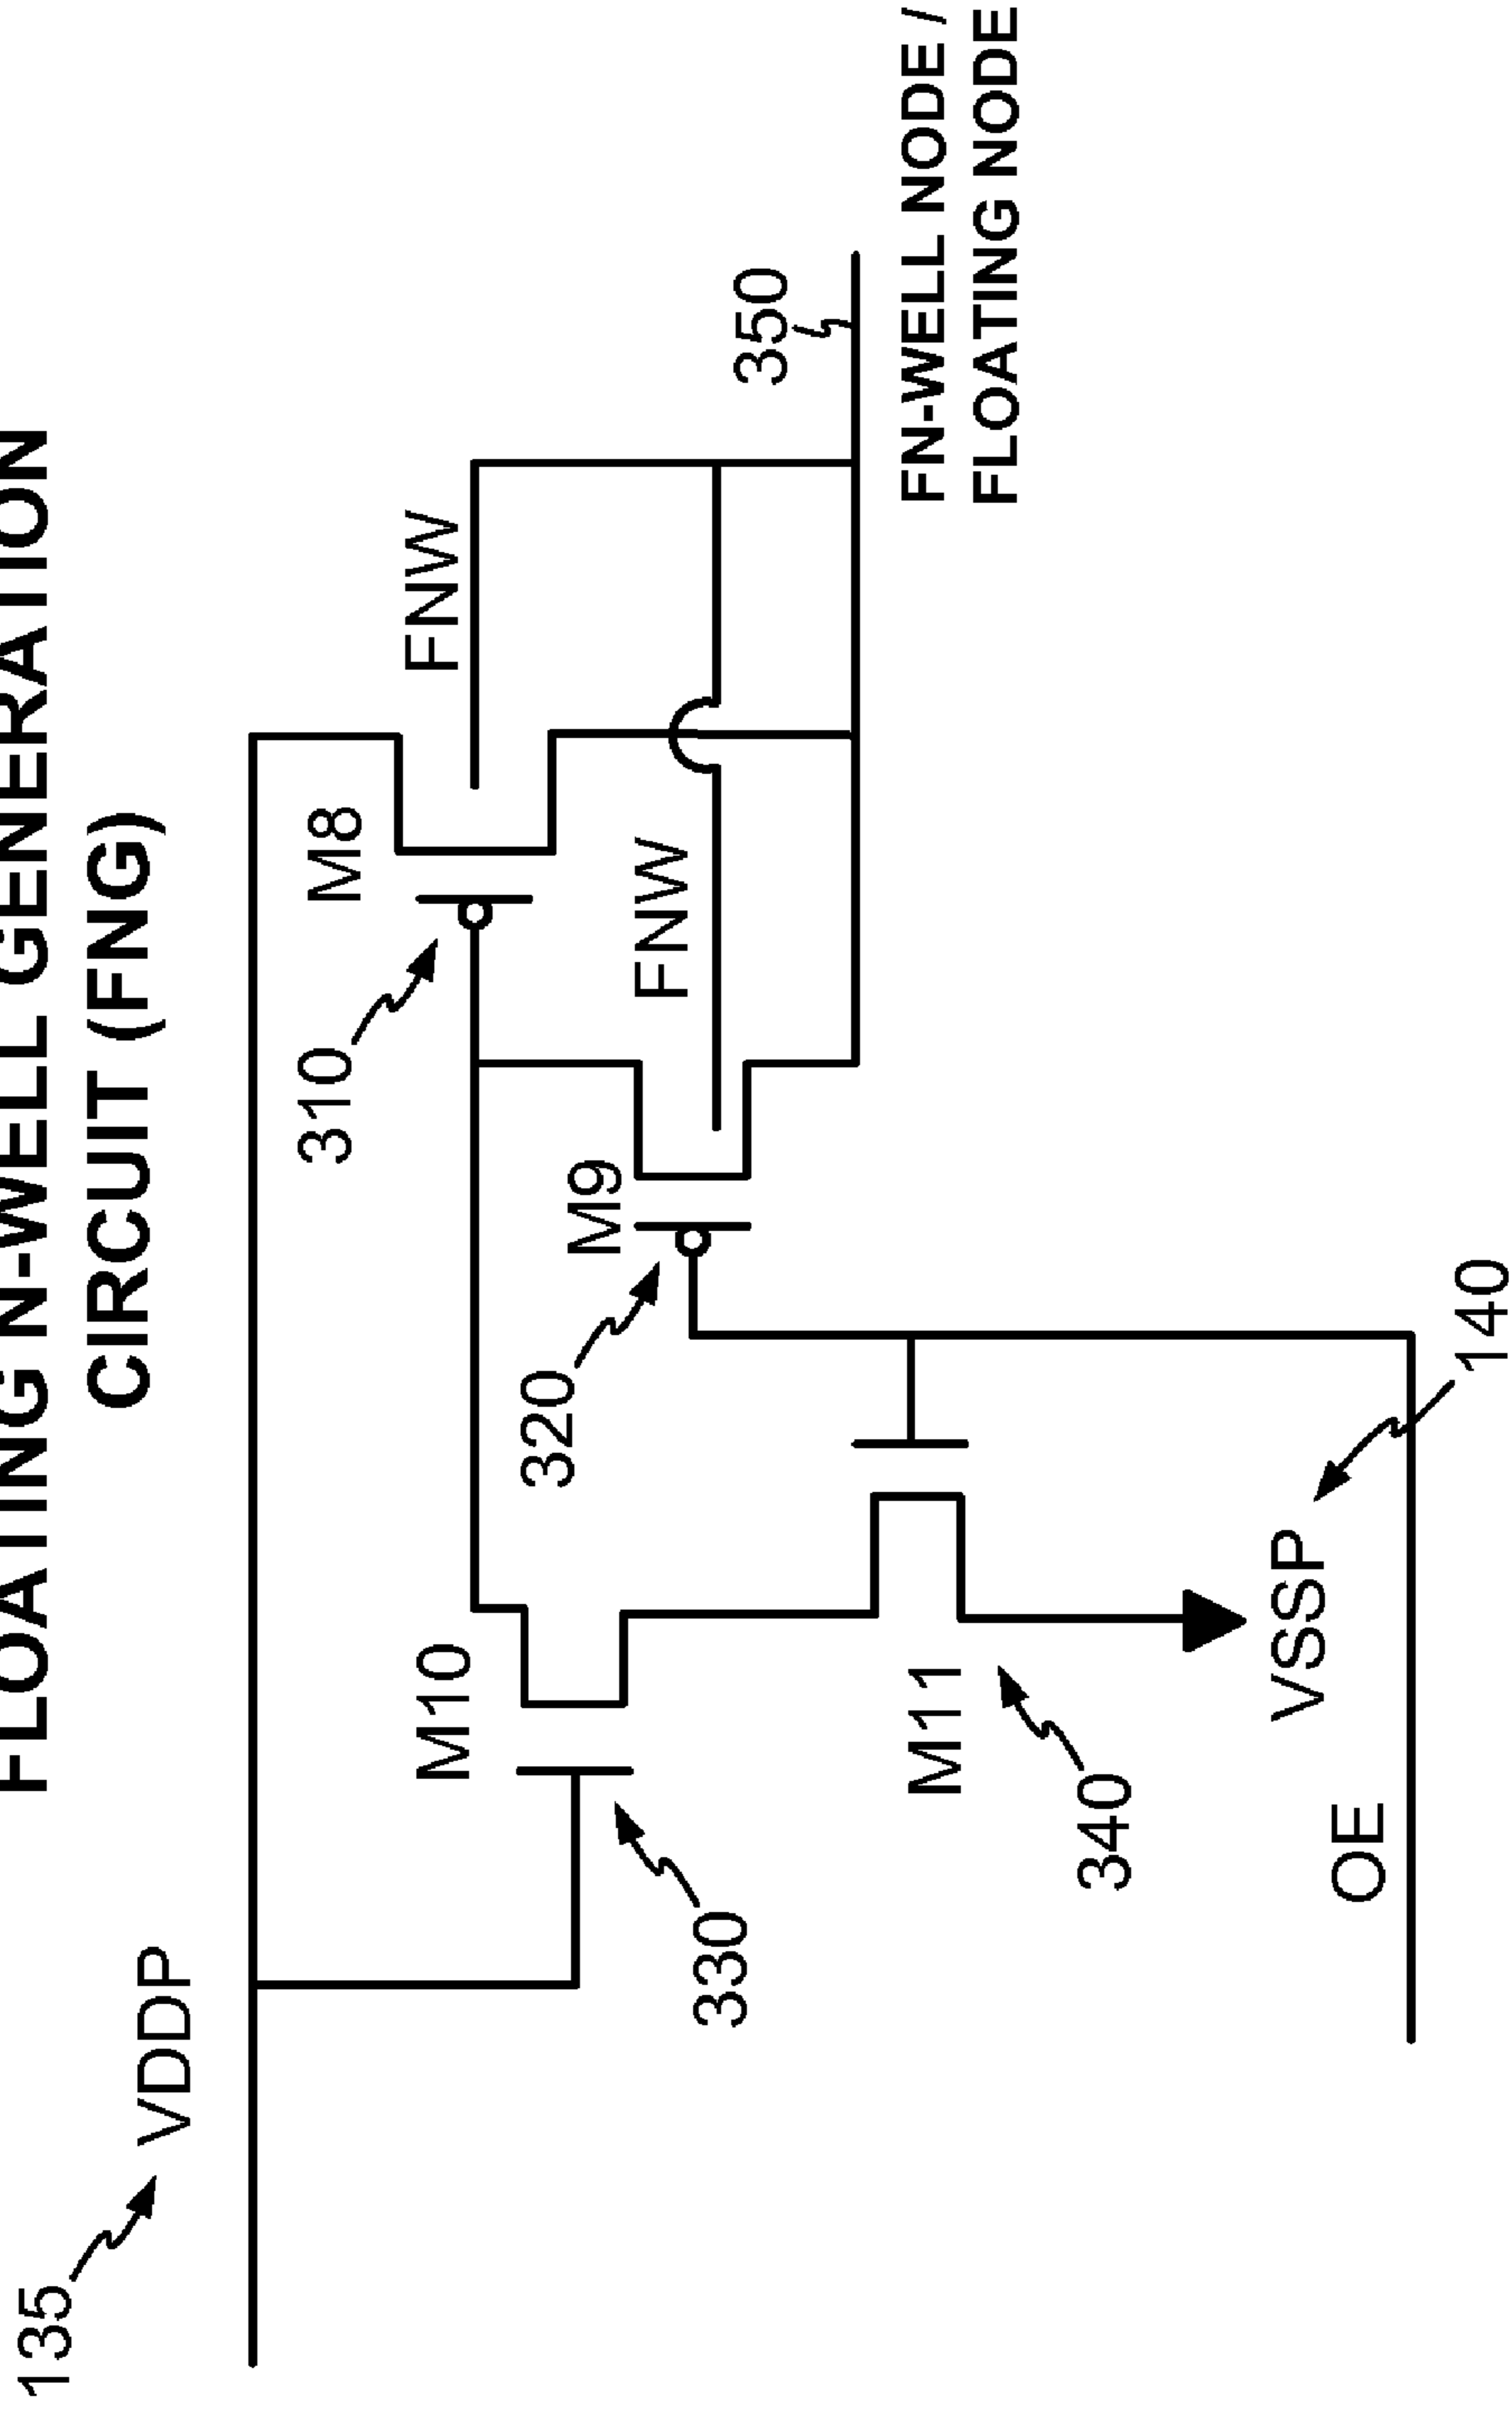 FLOATING N-WELL GENERATION
CIRCUIT (FNG)
135
VDDP
M8
310
FNW
M10
M9
FNW
320
330
350
M11
340
FN-WELL NODE /
FLOATING NODE
VSSP
140
OE